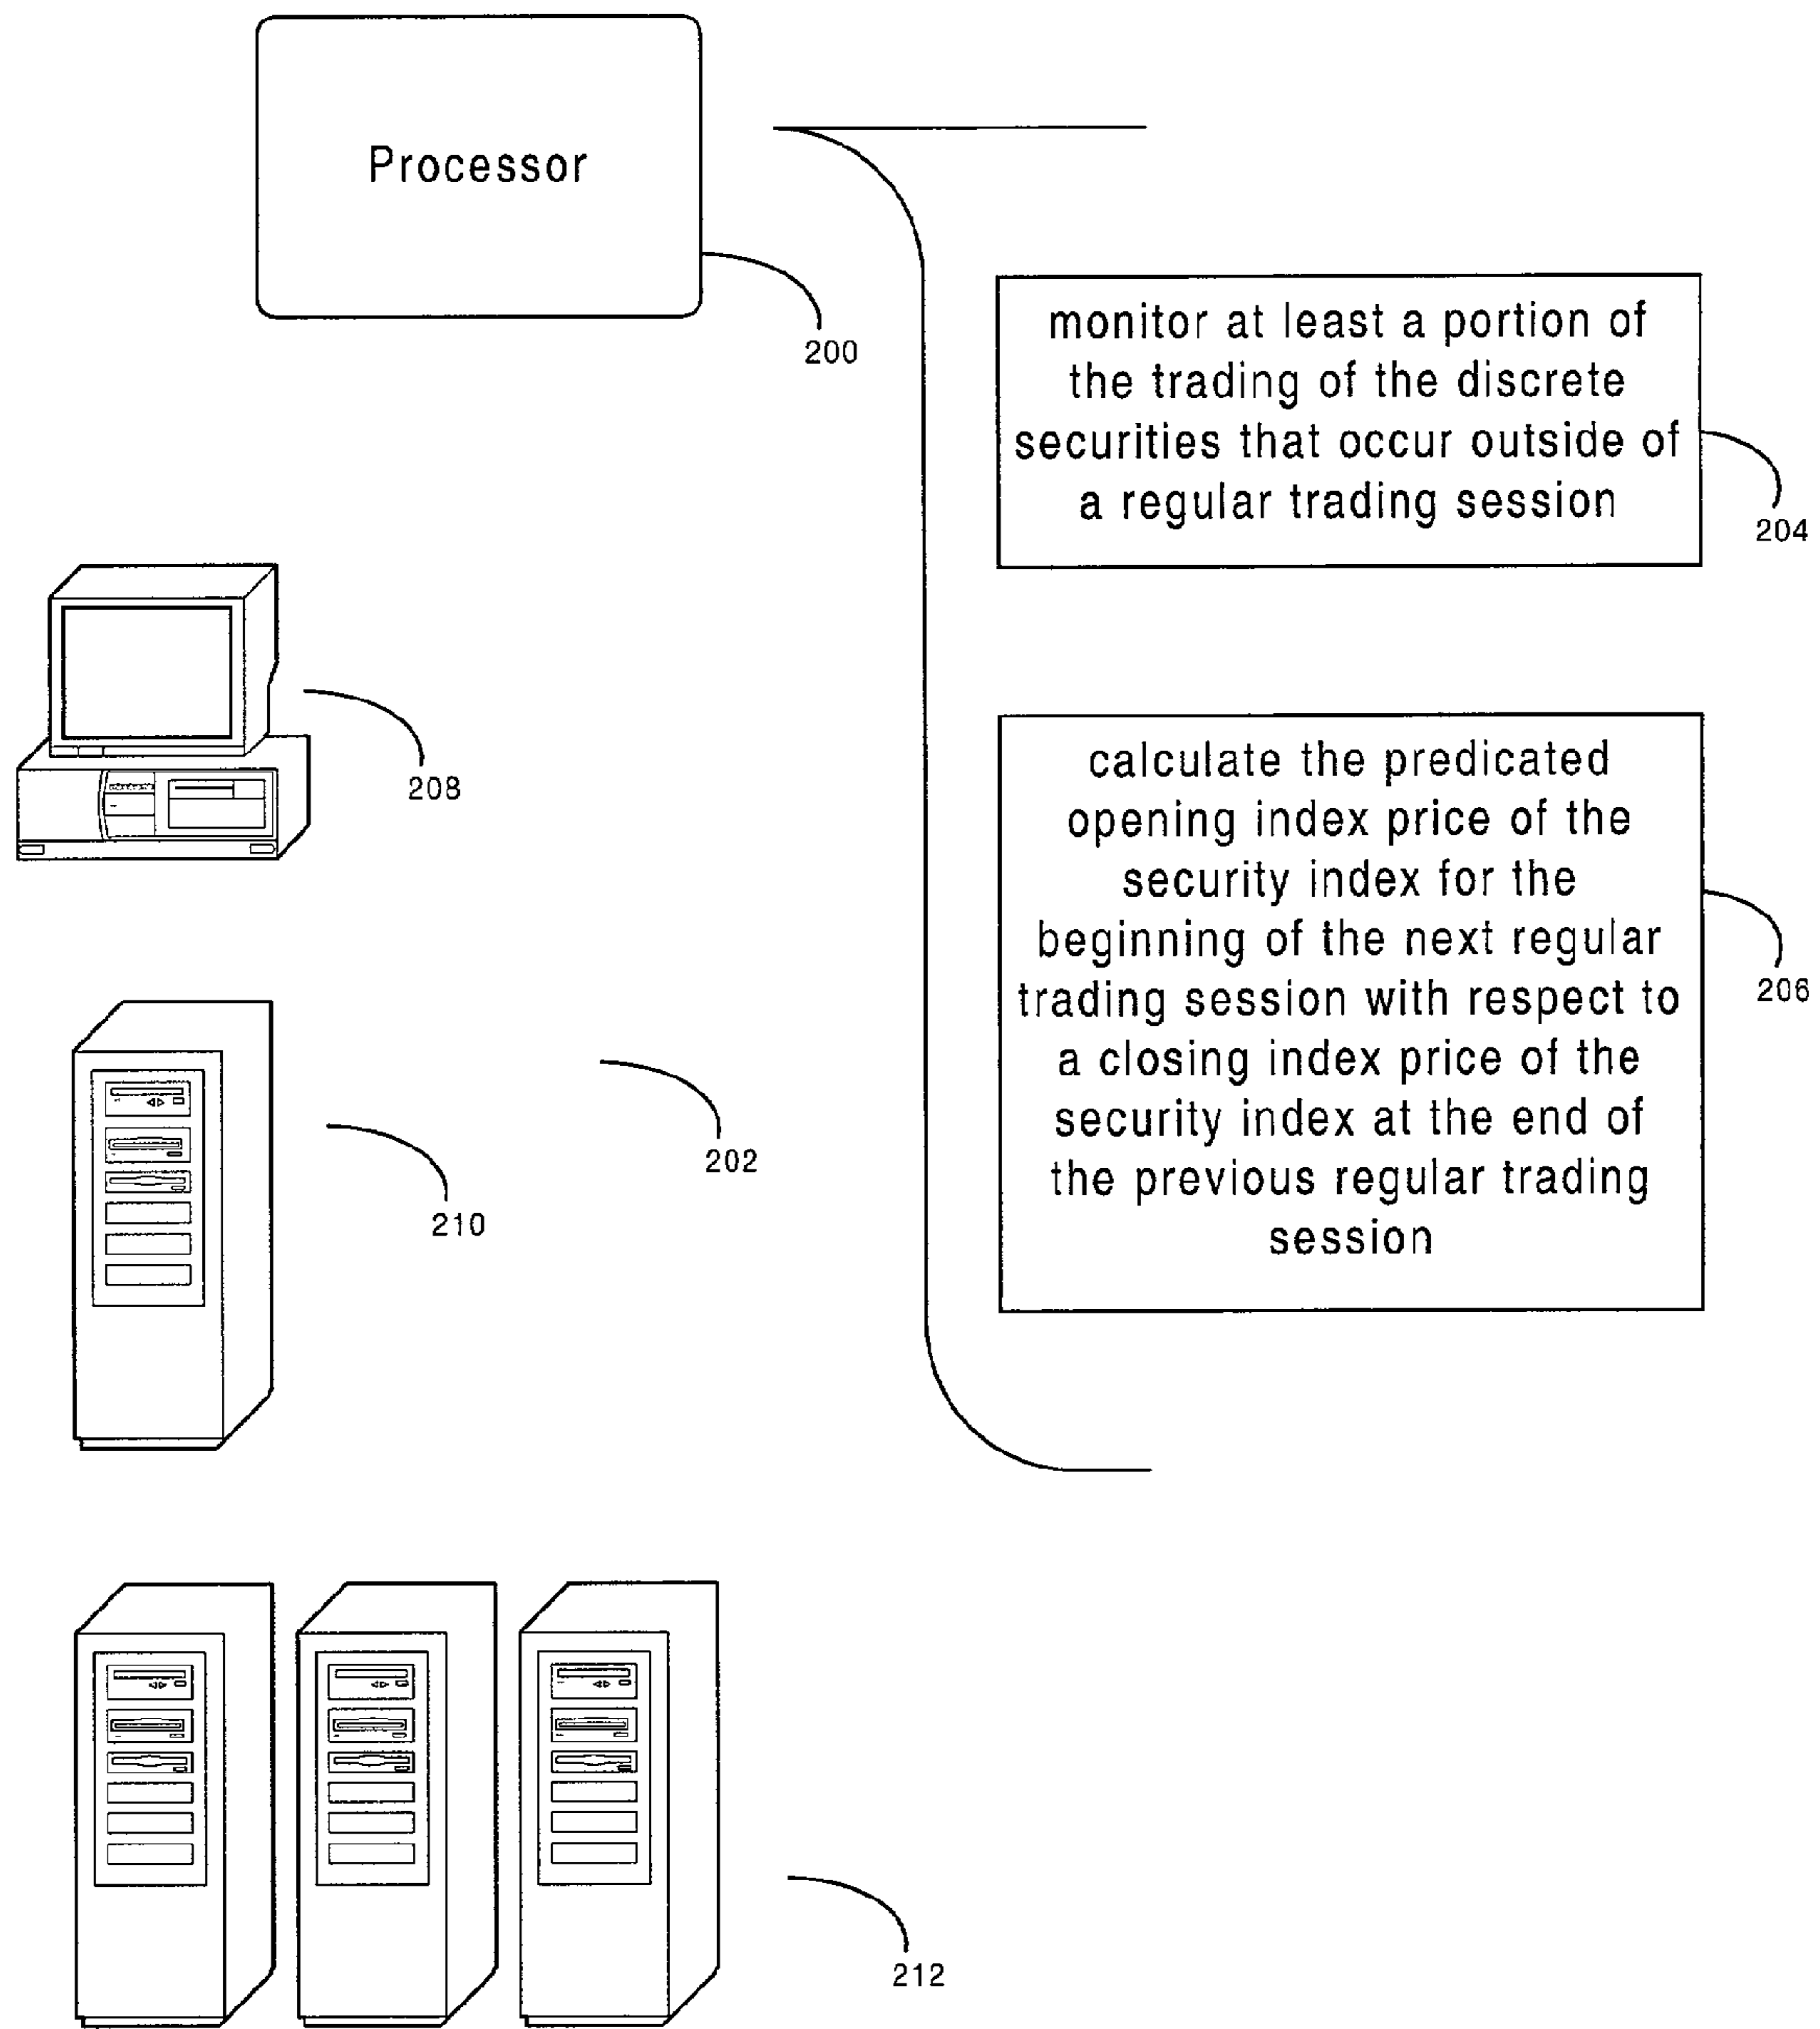 Processor
200
monitor at least a portion of
the trading of the discrete
securities that occur outside of
a regular trading session
204
208
calculate the predicated
opening index price of the
security index for the
beginning of the next regular
trading session with respect to
a closing index price of the
security index at the end of
the previous regular trading
session
206
202
210
212